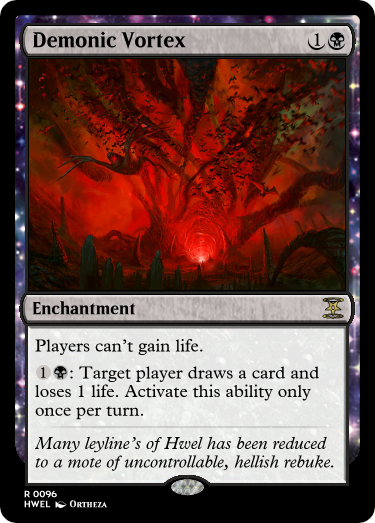 Demonic Vortex 1
Enchantment
Players can't gain life.
1 : Target player draws a card and
loses 1 life. Activate this ability only
once per turn.
Many leyline's of Hwel has been reduced
to a mote of uncontrollable, hellish rebuke.
R 0096
HWEL Ortheza